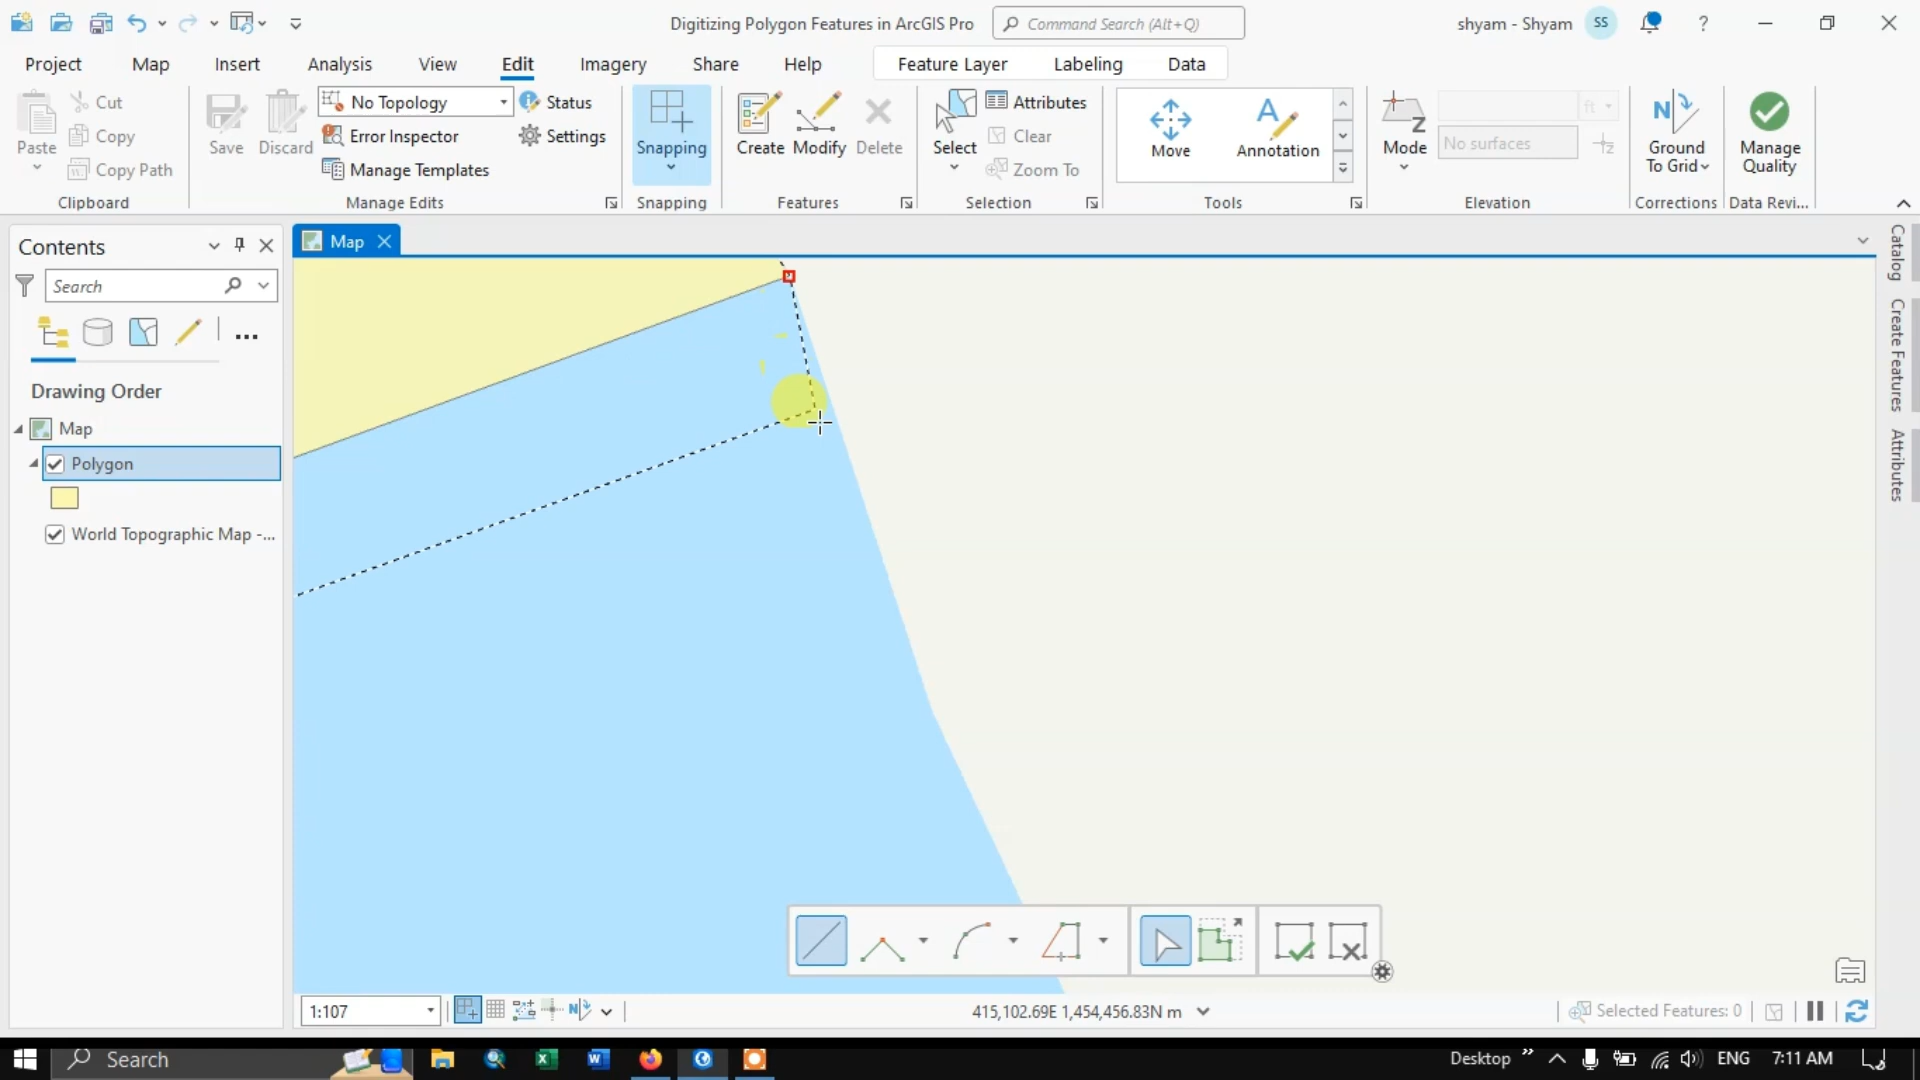 Digitizing Polygon Features in ArcGIS Pro
Command Search (Alt+Q)
shyam - Shyam
SS
?
Project
Map
Insert
Analysis
View
Edit
Imagery
Share
Help
Feature Layer
Labeling
Data
Paste
Cut
Copy
Copy Path
Clipboard
Save
Discard
No Topology
Error Inspector
Manage Templates
Status
Settings
Manage Edits
Snapping
Snapping
Create
Modify
Delete
Features
Select
Attributes
Clear
Zoom To
Selection
Move
Annotation
Tools
Mode
ft
No surfaces
Elevation
Ground
To Grid
Corrections
Manage
Quality
Data Revi...
Contents
Search
Drawing Order
Map
Polygon
World Topographic Map -...
Map
Catalog
Create Features
Attributes
1:107
415,102.69E 1,454,456.83N m
Selected Features: 0
Search
Desktop
ENG
7:11 AM